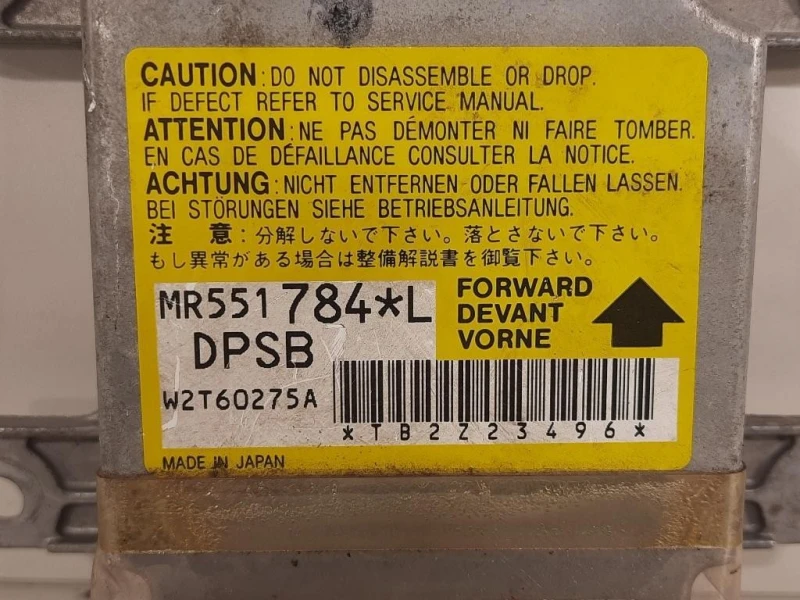 CAUTION : DO NOT DISASSEMBLE OR DROP.
IF DEFECT REFER TO SERVICE MANUAL.
ATTENTION : NE PAS DÉMONTER NI FAIRE TOMBER.
EN CAS DE DÉFAILLANCE CONSULTER LA NOTICE.
ACHTUNG : NICHT ENTFERNEN ODER FALLEN LASSEN.
BEI STÖRUNGEN SIEHE BETRIEBSANLEITUNG.
注 意 : 分解しないで下さい。落とさないで下さい。
もし異常がある場合は整備解説書を御覧下さい。
MR551784*L
DPSB
FORWARD
DEVANT
VORNE
W2T60275A
*TB2Z23496*
MADE IN JAPAN